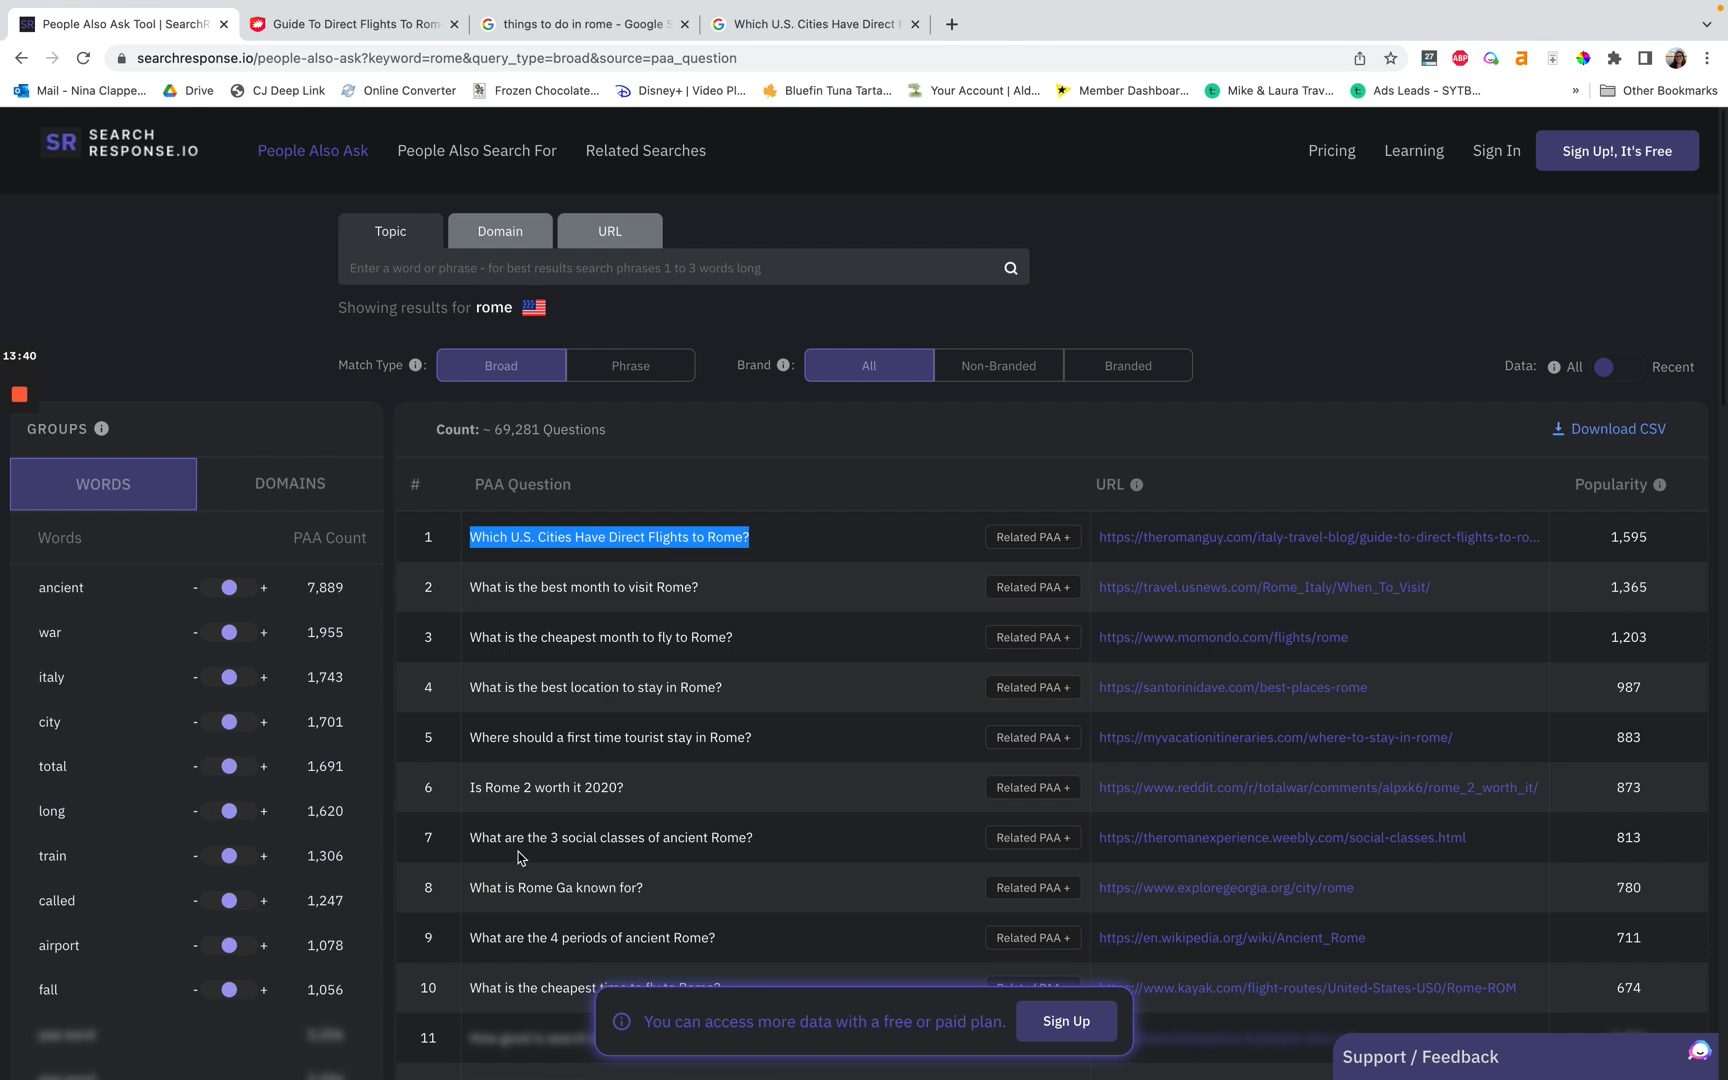 People Also Ask Tool | SearchR
Guide To Direct Flights To Rom
things to do in rome - Google S
Which U.S. Cities Have Direct F
searchresponse.io/people-also-ask?keyword=rome&query_type=broad&source=paa_question
27
ABP
Mail - Nina Clappe...
Drive
CJ Deep Link
Online Converter
Frozen Chocolate...
Disney+ | Video Pl...
Bluefin Tuna Tarta...
Your Account | Ald...
Member Dashboar...
Mike & Laura Trav...
Ads Leads - SYTB...
»
Other Bookmarks
SR SEARCH
RESPONSE.IO
People Also Ask
People Also Search For
Related Searches
Pricing
Learning
Sign In
Sign Up!, It's Free
Topic
Domain
URL
Enter a word or phrase - for best results search phrases 1 to 3 words long
Showing results for rome
13:40
Match Type :
Broad
Phrase
Brand :
All
Non-Branded
Branded
Data:
All
Recent
GROUPS
WORDS
DOMAINS
Words PAA Count
ancient - + 7,889
war - + 1,955
italy - + 1,743
city - + 1,701
total - + 1,691
long - + 1,620
train - + 1,306
called - + 1,247
airport - + 1,078
fall - + 1,056
Count: ~ 69,281 Questions
Download CSV
# PAA Question URL Popularity
1 Which U.S. Cities Have Direct Flights to Rome? Related PAA + https://theromanguy.com/italy-travel-blog/guide-to-direct-flights-to-ro... 1,595
2 What is the best month to visit Rome? Related PAA + https://travel.usnews.com/Rome_Italy/When_To_Visit/ 1,365
3 What is the cheapest month to fly to Rome? Related PAA + https://www.momondo.com/flights/rome 1,203
4 What is the best location to stay in Rome? Related PAA + https://santorinidave.com/best-places-rome 987
5 Where should a first time tourist stay in Rome? Related PAA + https://myvacationitineraries.com/where-to-stay-in-rome/ 883
6 Is Rome 2 worth it 2020? Related PAA + https://www.reddit.com/r/totalwar/comments/alpxk6/rome_2_worth_it/ 873
7 What are the 3 social classes of ancient Rome? Related PAA + https://theromanexperience.weebly.com/social-classes.html 813
8 What is Rome Ga known for? Related PAA + https://www.exploregeorgia.org/city/rome 780
9 What are the 4 periods of ancient Rome? Related PAA + https://en.wikipedia.org/wiki/Ancient_Rome 711
10 What is the cheapest www.kayak.com/flight-routes/United-States-US0/Rome-ROM 674
11
You can access more data with a free or paid plan.
Sign Up
Support / Feedback